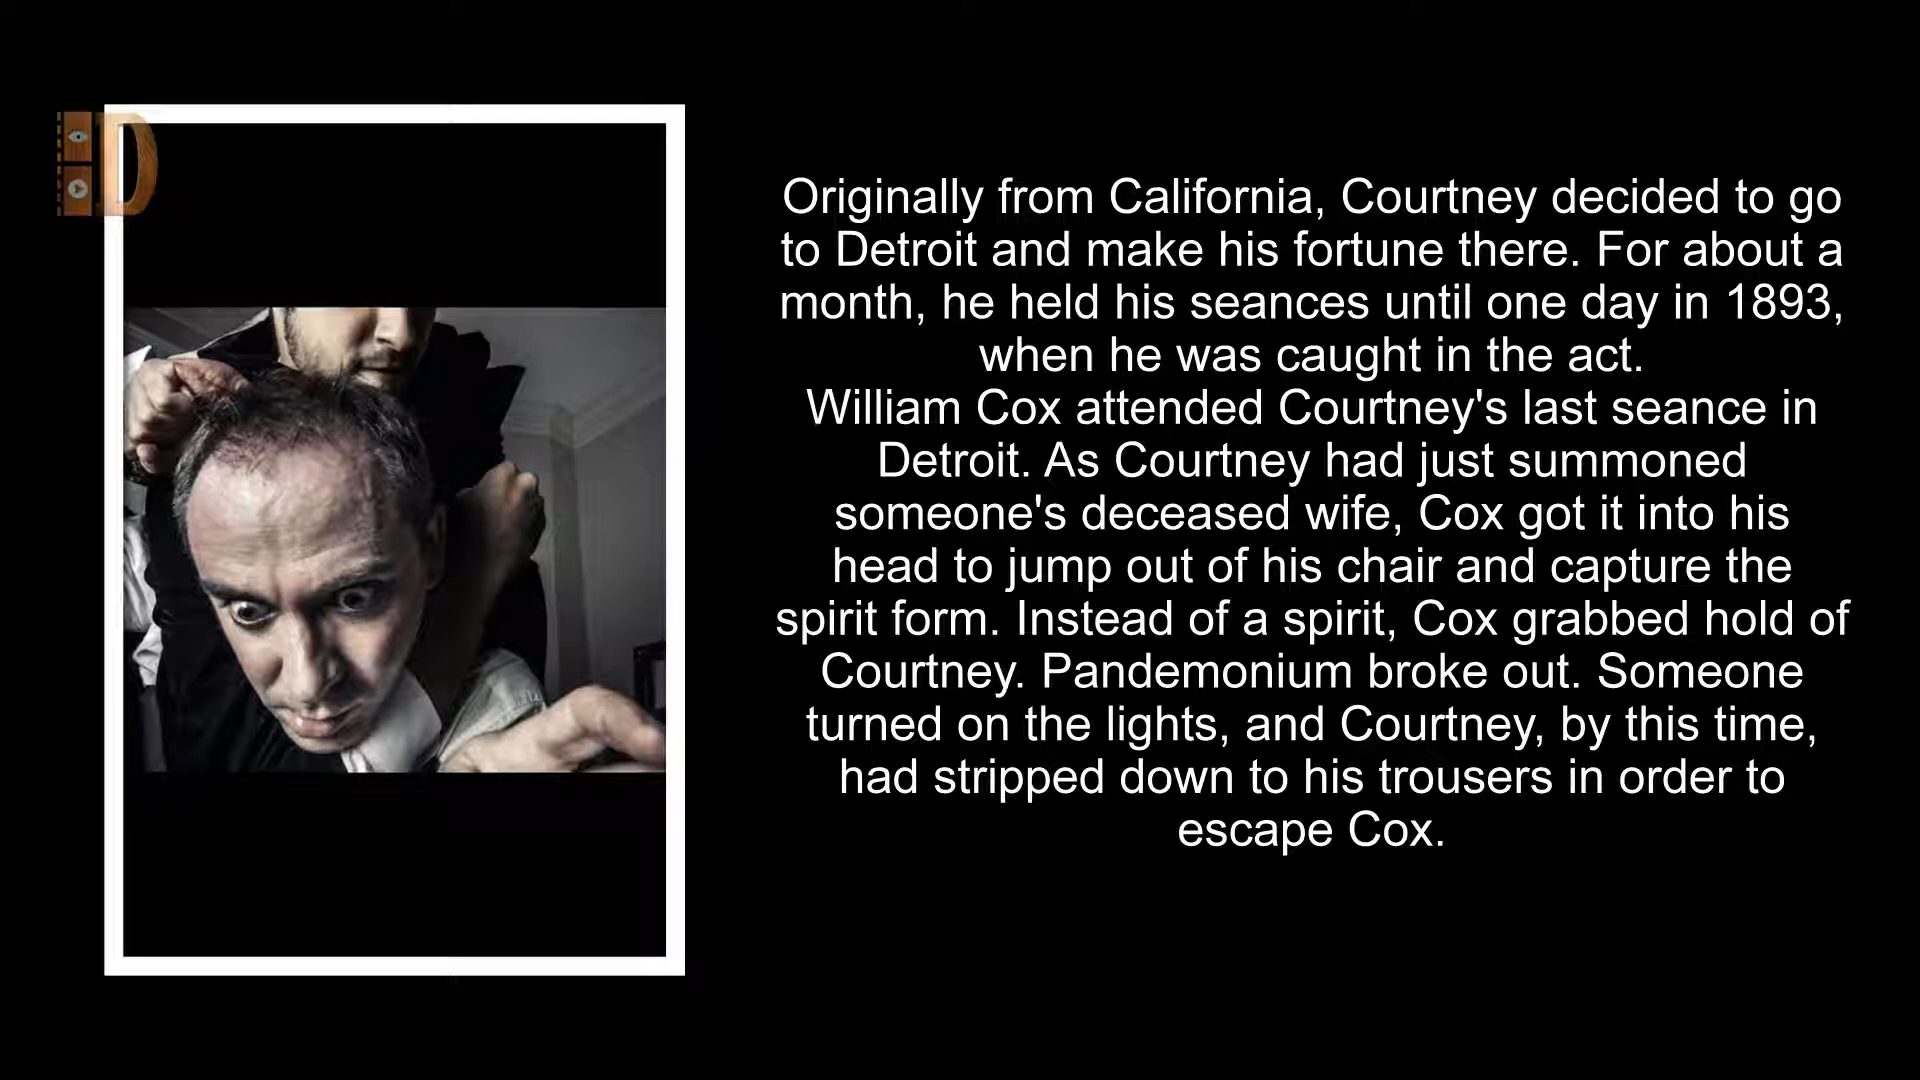 D
Originally from California, Courtney decided to go
to Detroit and make his fortune there. For about a
month, he held his seances until one day in 1893,
when he was caught in the act.
William Cox attended Courtney's last seance in
Detroit. As Courtney had just summoned
someone's deceased wife, Cox got it into his
head to jump out of his chair and capture the
spirit form. Instead of a spirit, Cox grabbed hold of
Courtney. Pandemonium broke out. Someone
turned on the lights, and Courtney, by this time,
had stripped down to his trousers in order to
escape Cox.